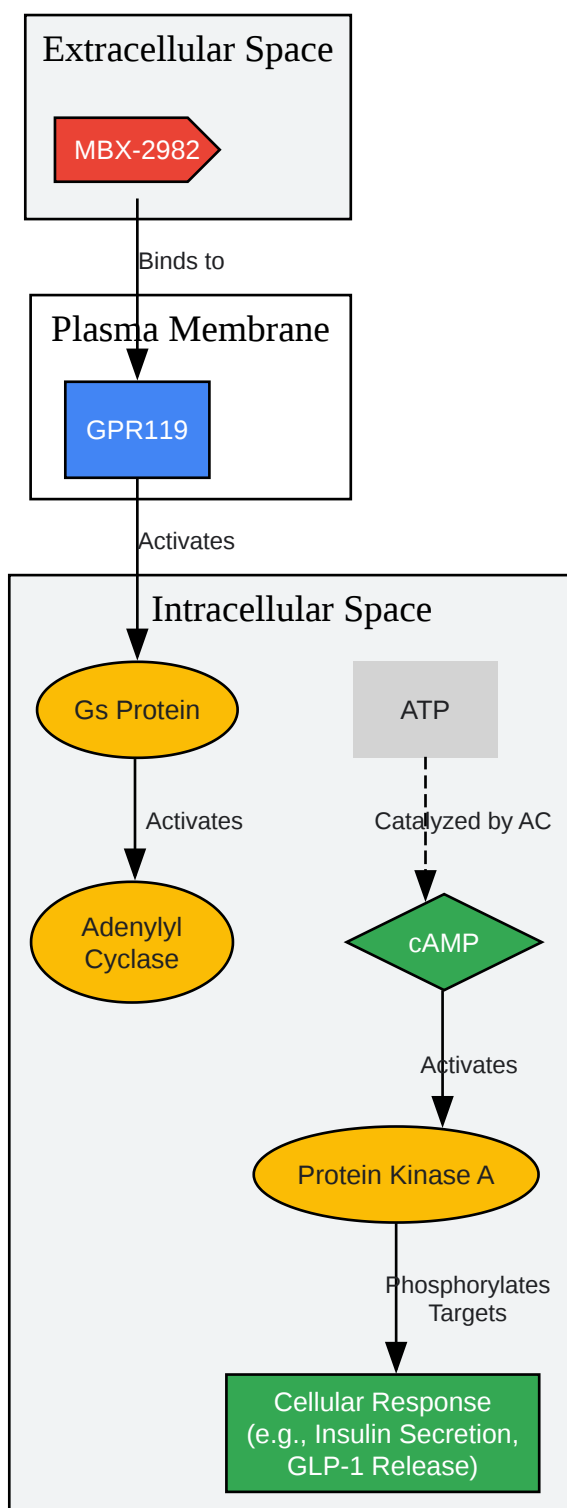 Extracellular Space
MBX-2982
Binds to
Plasma Membrane
GPR119
Activates
Intracellular Space
Gs Protein
ATP
Activates
Catalyzed by AC
Adenylyl
Cyclase
cAMP
Activates
Protein Kinase A
Phosphorylates
Targets
Cellular Response
(e.g., Insulin Secretion,
GLP-1 Release)